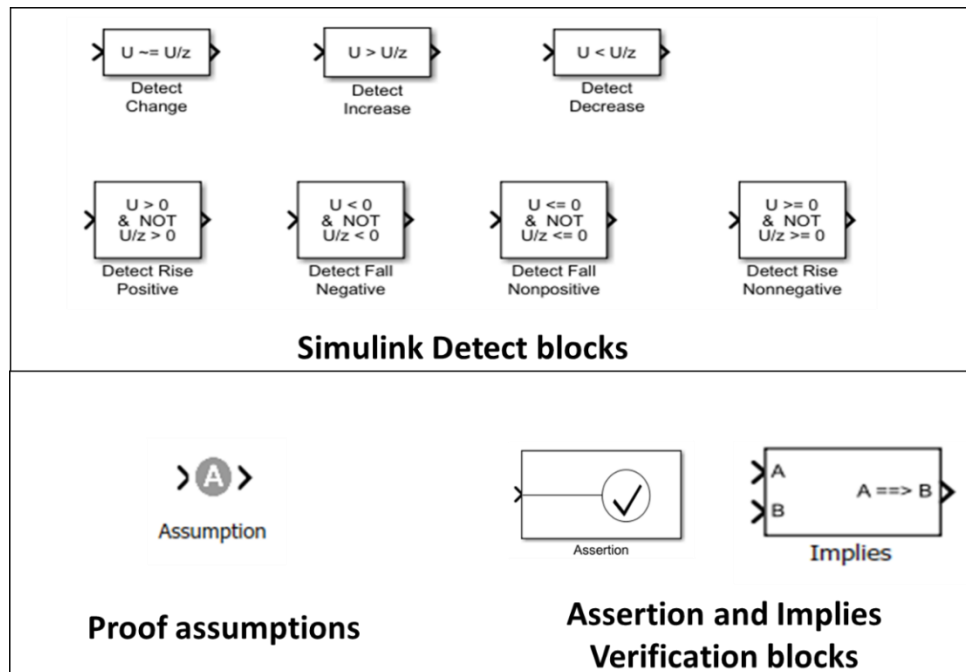 U ~= U/z
Detect
Change
U > U/z
Detect
Increase
U < U/z
Detect
Decrease
U > 0
& NOT
U/z > 0
Detect Rise
Positive
U < 0
& NOT
U/z < 0
Detect Fall
Negative
U <= 0
& NOT
U/z <= 0
Detect Fall
Nonpositive
U >= 0
& NOT
U/z >= 0
Detect Rise
Nonnegative
Simulink Detect blocks
A
Assumption
Proof assumptions
Assertion
A
B
A ==> B
Implies
Assertion and Implies
Verification blocks